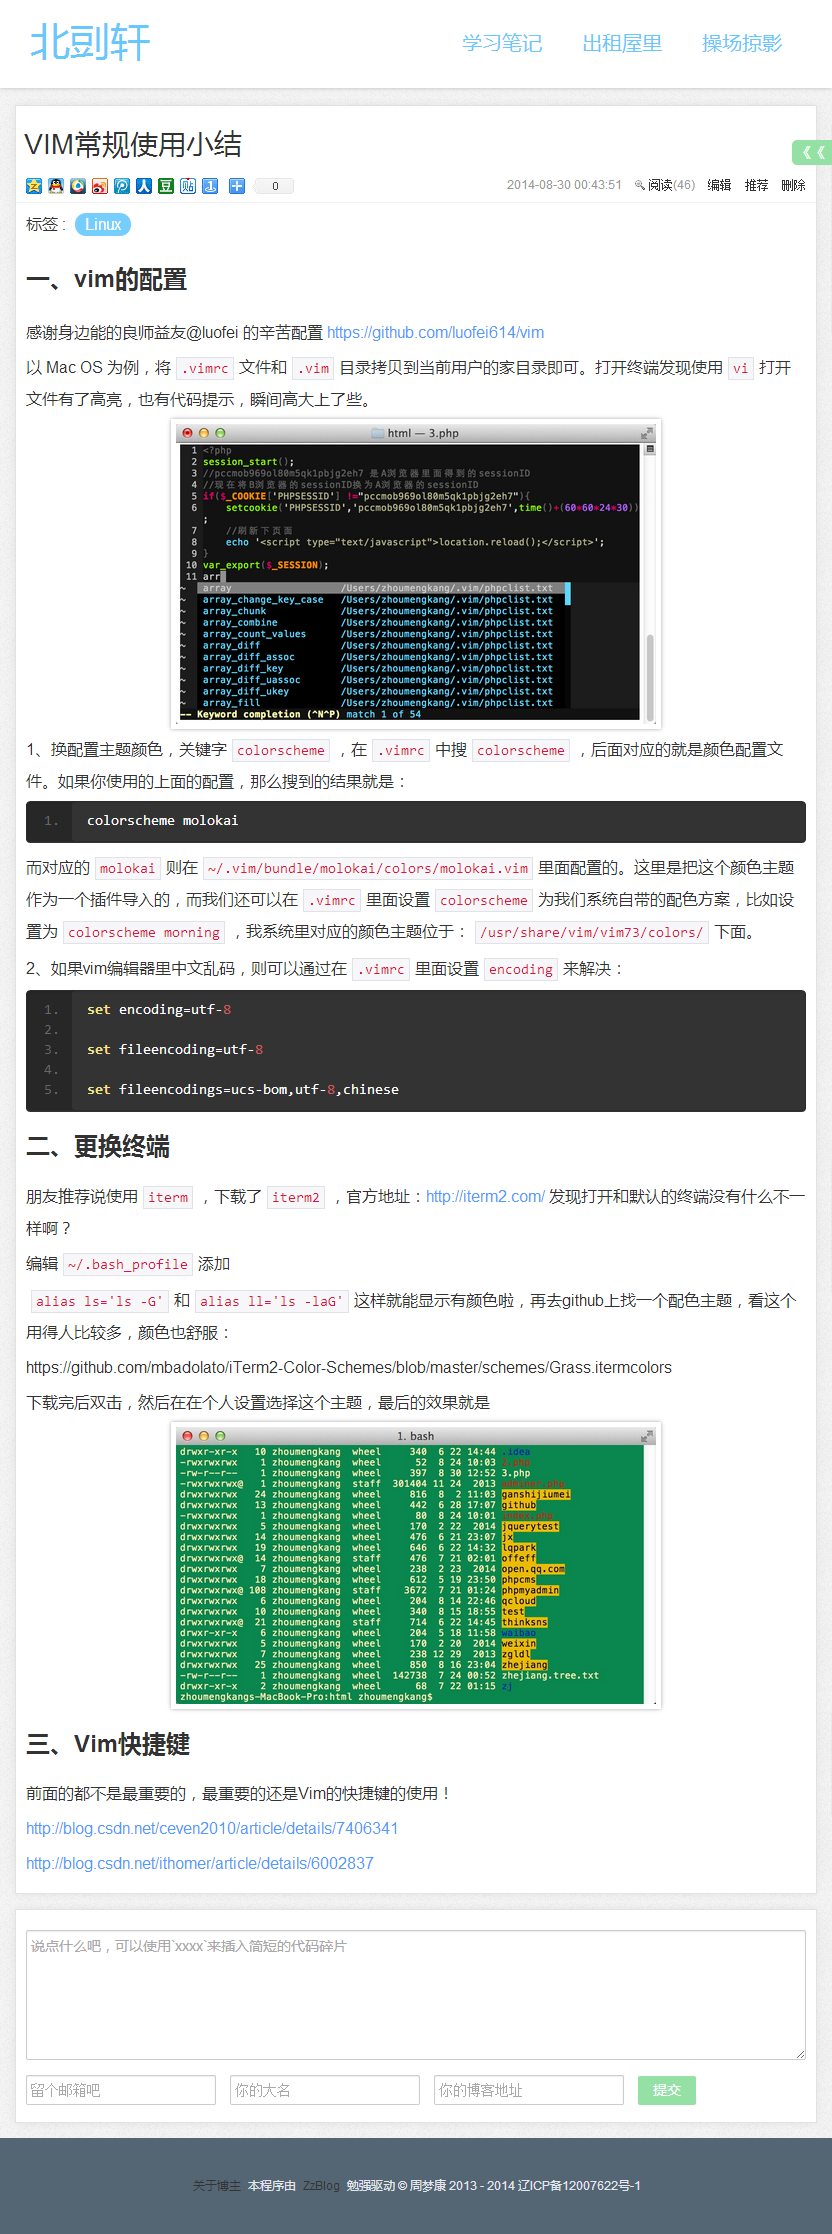 北剅轩
学习笔记 出租屋里 操场掠影
VIM常规使用小结
《《
0 2014-08-30 00:43:51 阅读(46) 编辑 推荐 删除
标签： Linux
一、vim的配置
感谢身边能的良师益友@luofei 的辛苦配置 https://github.com/luofei614/vim
以 Mac OS 为例，将 .vimrc 文件和 .vim 目录拷贝到当前用户的家目录即可。打开终端发现使用 vi 打开
文件有了高亮，也有代码提示，瞬间高大上了些。
html — 3.php
1 <?php
2 session_start();
3 //pccmob969ol80m5qk1pbjg2eh7 是A浏览器里面得到的sessionID
4 //现在将B浏览器的sessionID换为A浏览器的sessionID
5 if($_COOKIE['PHPSESSID'] !="pccmob969ol80m5qk1pbjg2eh7"){
6 setcookie('PHPSESSID','pccmob969ol80m5qk1pbjg2eh7',time()+(60*60*24*30))
;
7 //刷新下页面
8 echo '<script type="text/javascript">location.reload();</script>';
9 }
10 var_export($_SESSION);
11 arr
~ array /Users/zhoumengkang/.vim/phpclist.txt
~ array_change_key_case /Users/zhoumengkang/.vim/phpclist.txt
~ array_chunk /Users/zhoumengkang/.vim/phpclist.txt
~ array_combine /Users/zhoumengkang/.vim/phpclist.txt
~ array_count_values /Users/zhoumengkang/.vim/phpclist.txt
~ array_diff /Users/zhoumengkang/.vim/phpclist.txt
~ array_diff_assoc /Users/zhoumengkang/.vim/phpclist.txt
~ array_diff_key /Users/zhoumengkang/.vim/phpclist.txt
~ array_diff_uassoc /Users/zhoumengkang/.vim/phpclist.txt
~ array_diff_ukey /Users/zhoumengkang/.vim/phpclist.txt
~ array_fill /Users/zhoumengkang/.vim/phpclist.txt
-- Keyword completion (^N^P) match 1 of 54
1、换配置主题颜色，关键字 colorscheme ，在 .vimrc 中搜 colorscheme ，后面对应的就是颜色配置文
件。如果你使用的上面的配置，那么搜到的结果就是：
1. colorscheme molokai
而对应的 molokai 则在 ~/.vim/bundle/molokai/colors/molokai.vim 里面配置的。这里是把这个颜色主题
作为一个插件导入的，而我们还可以在 .vimrc 里面设置 colorscheme 为我们系统自带的配色方案，比如设
置为 colorscheme morning ，我系统里对应的颜色主题位于： /usr/share/vim/vim73/colors/ 下面。
2、如果vim编辑器里中文乱码，则可以通过在 .vimrc 里面设置 encoding 来解决：
1. set encoding=utf-8
2.
3. set fileencoding=utf-8
4.
5. set fileencodings=ucs-bom,utf-8,chinese
二、更换终端
朋友推荐说使用 iterm ，下载了 iterm2 ，官方地址：http://iterm2.com/ 发现打开和默认的终端没有什么不一
样啊？
编辑 ~/.bash_profile 添加
alias ls='ls -G' 和 alias ll='ls -laG' 这样就能显示有颜色啦，再去github上找一个配色主题，看这个
用得人比较多，颜色也舒服：
https://github.com/mbadolato/iTerm2-Color-Schemes/blob/master/schemes/Grass.itermcolors
下载完后双击，然后在在个人设置选择这个主题，最后的效果就是
1. bash
drwxr-xr-x 10 zhoumengkang wheel 340 6 22 14:44 .idea
-rwxrwxrwx 1 zhoumengkang wheel 52 8 24 10:03 2.php
-rw-r--r-- 1 zhoumengkang wheel 397 8 30 12:52 3.php
-rwxrwxrwx@ 1 zhoumengkang staff 301404 11 24 2013 adminer.php
drwxrwxrwx 24 zhoumengkang wheel 816 8 2 11:03 ganshijiumei
drwxrwxrwx 13 zhoumengkang wheel 442 6 28 17:07 github
-rwxrwxrwx 1 zhoumengkang wheel 80 8 24 10:01 index.php
drwxrwxrwx 5 zhoumengkang wheel 170 2 22 2014 jquerytest
drwxrwxrwx 14 zhoumengkang wheel 476 6 21 23:07 jx
drwxrwxrwx 19 zhoumengkang wheel 646 6 22 14:32 lqpark
drwxrwxrwx@ 14 zhoumengkang staff 476 7 21 02:01 offeff
drwxrwxrwx 7 zhoumengkang wheel 238 2 23 2014 open.qq.com
drwxrwxrwx 18 zhoumengkang wheel 612 5 19 23:50 phpcms
drwxrwxrwx@ 108 zhoumengkang staff 3672 7 21 01:24 phpmyadmin
drwxrwxrwx 6 zhoumengkang wheel 204 8 14 22:46 qcloud
drwxrwxrwx 10 zhoumengkang wheel 340 8 15 18:55 test
drwxrwxrwx@ 21 zhoumengkang staff 714 6 22 14:45 thinksns
drwxr-xr-x 6 zhoumengkang wheel 204 5 18 11:58 waibao
drwxrwxrwx 5 zhoumengkang wheel 170 2 20 2014 weixin
drwxrwxrwx 7 zhoumengkang wheel 238 12 29 2013 zgldl
drwxrwxrwx 25 zhoumengkang wheel 850 8 16 23:04 zhejiang
-rw-r--r-- 1 zhoumengkang wheel 142738 7 24 00:52 zhejiang.tree.txt
drwxr-xr-x 2 zhoumengkang wheel 68 7 22 01:15 zj
zhoumengkangs-MacBook-Pro:html zhoumengkang$
三、Vim快捷键
前面的都不是最重要的，最重要的还是Vim的快捷键的使用！
http://blog.csdn.net/ceven2010/article/details/7406341
http://blog.csdn.net/ithomer/article/details/6002837
说点什么吧，可以使用`xxxx`来插入简短的代码碎片
留个邮箱吧 你的大名 你的博客地址 提交
关于博主 本程序由 ZzBlog 勉强驱动 © 周梦康 2013 - 2014 辽ICP备12007622号-1